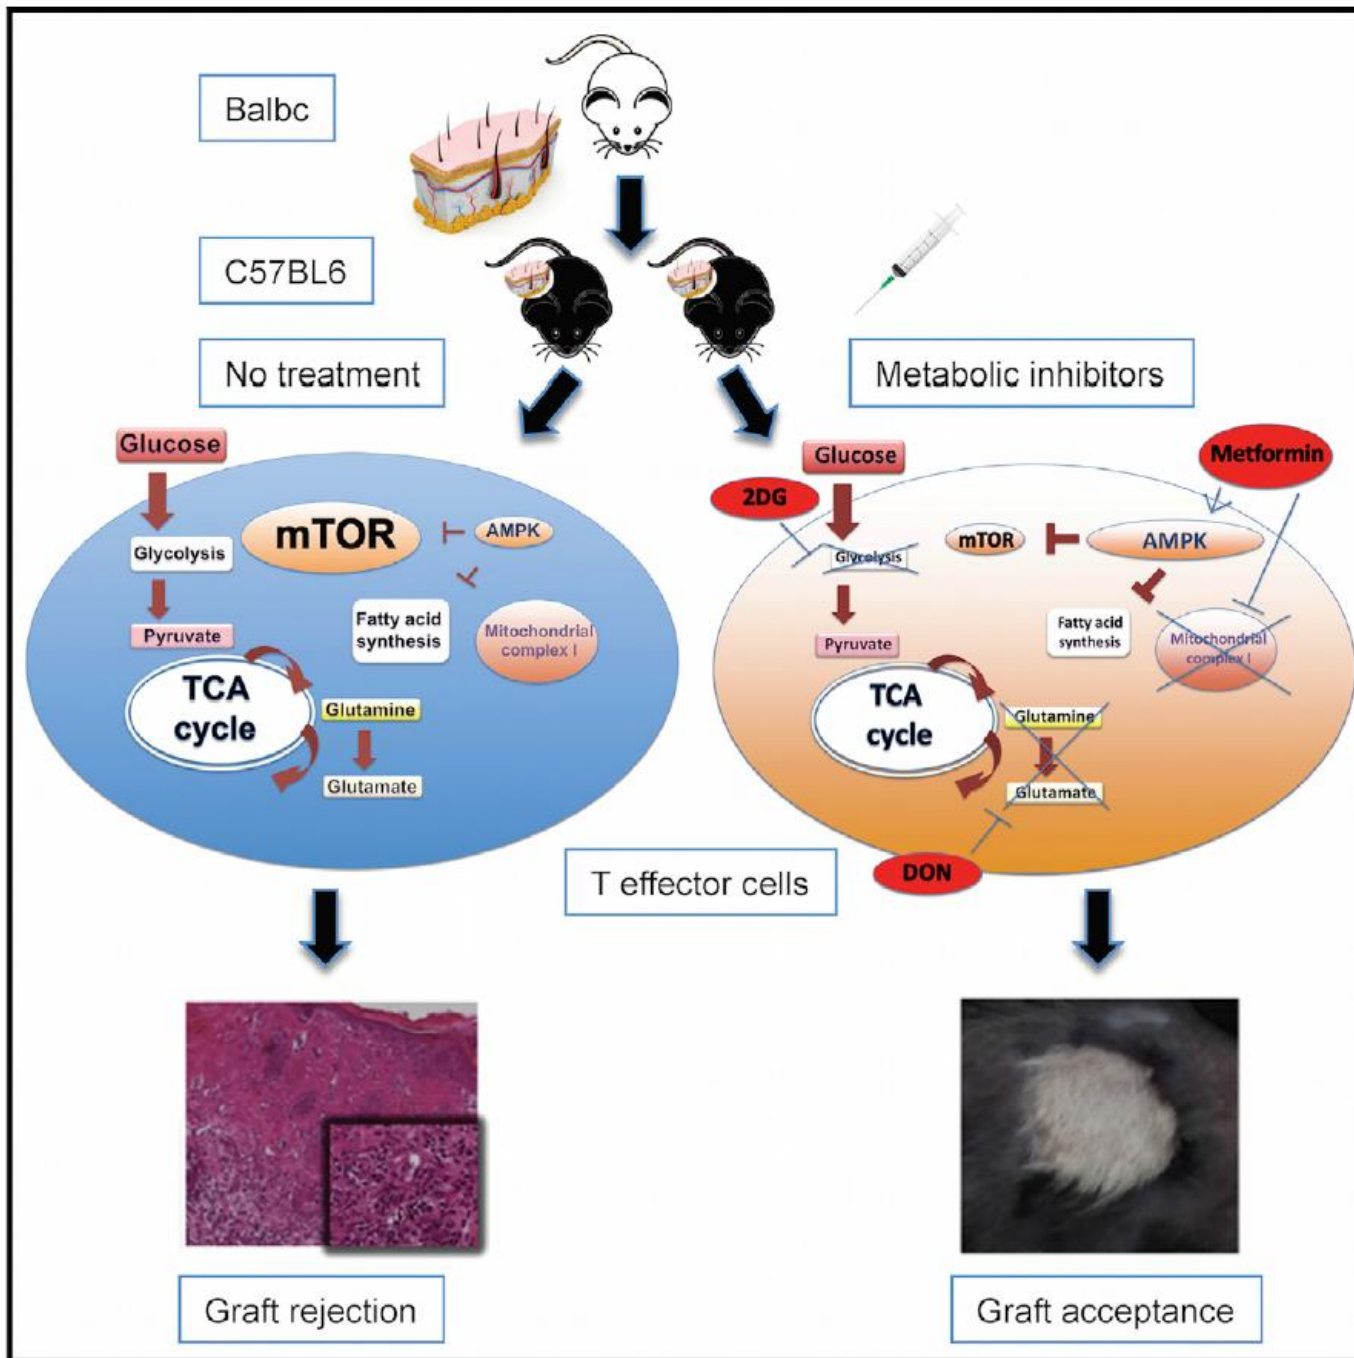 Balbc
C57BL6
No treatment
Metabolic inhibitors
Glucose
Glycolysis
Pyruvate
TCA
cycle
mTOR
AMPK
Fatty acid
synthesis
Mitochondrial
complex I
Glutamine
Glutamate
Glucose
2DG
Metformin
Glycolysis
mTOR
AMPK
Pyruvate
Fatty acid
synthesis
Mitochondrial
complex I
TCA
cycle
Glutamine
Glutamate
DON
T effector cells
Graft rejection
Graft acceptance